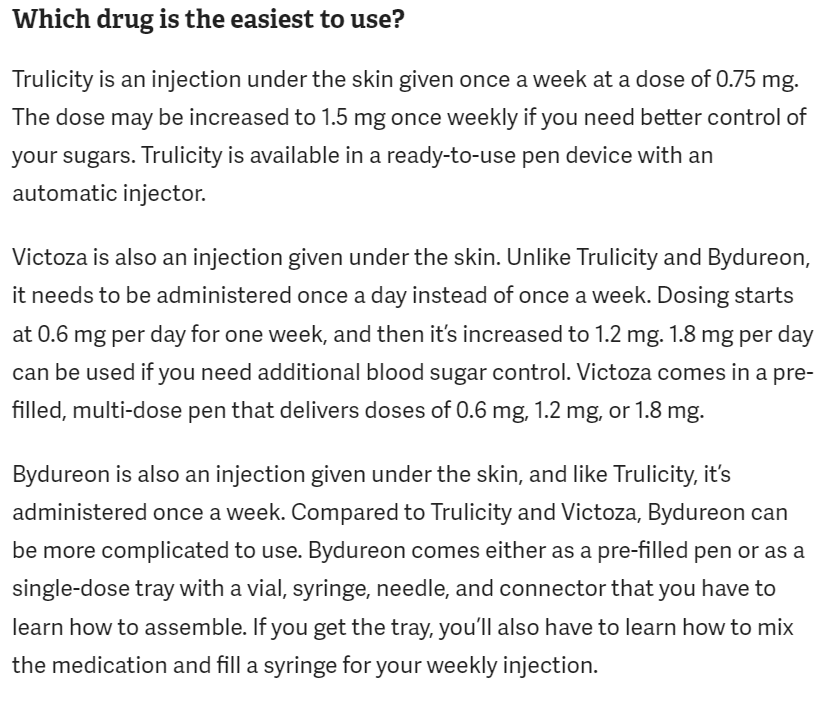 Which drug is the easiest to use?
Trulicity is an injection under the skin given once a week at a dose of 0.75 mg.
The dose may be increased to 1.5 mg once weekly if you need better control of
your sugars. Trulicity is available in a ready-to-use pen device with an
automatic injector.
Victoza is also an injection given under the skin. Unlike Trulicity and Bydureon,
it needs to be administered once a day instead of once a week. Dosing starts
at 0.6 mg per day for one week, and then it’s increased to 1.2 mg. 1.8 mg per day
can be used if you need additional blood sugar control. Victoza comes in a pre-
filled, multi-dose pen that delivers doses of 0.6 mg, 1.2 mg, or 1.8 mg.
Bydureon is also an injection given under the skin, and like Trulicity, it’s
administered once a week. Compared to Trulicity and Victoza, Bydureon can
be more complicated to use. Bydureon comes either as a pre-filled pen or as a
single-dose tray with a vial, syringe, needle, and connector that you have to
learn how to assemble. If you get the tray, you’ll also have to learn how to mix
the medication and fill a syringe for your weekly injection.